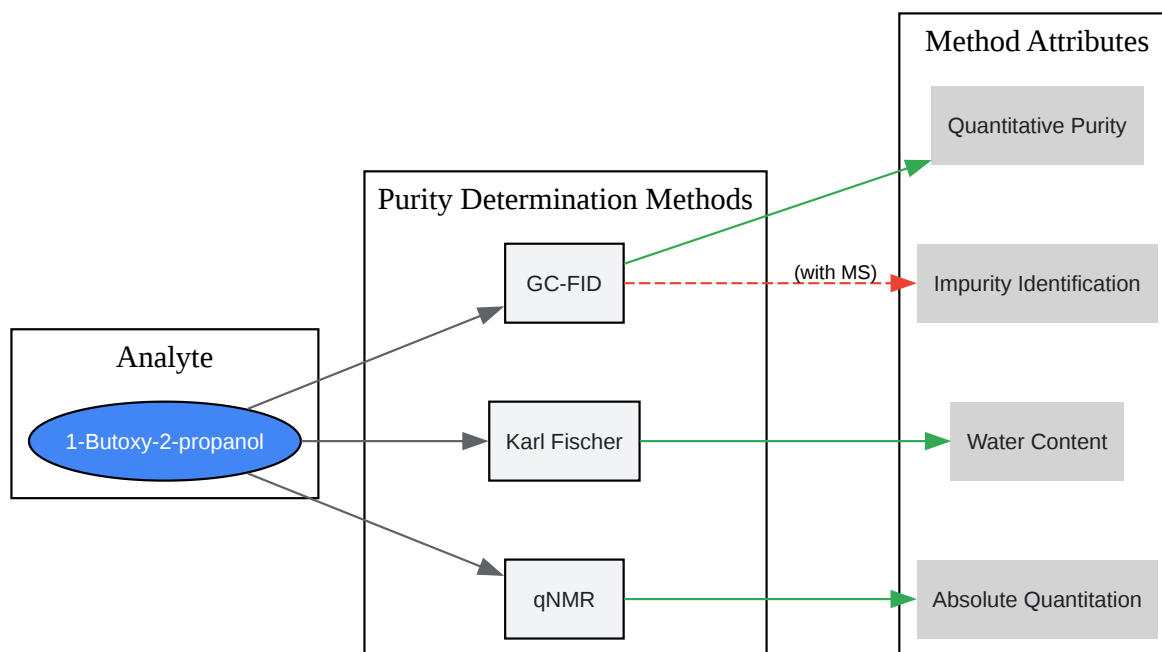 Analyte
1-Butoxy-2-propanol
Purity Determination Methods
GC-FID
Karl Fischer
qNMR
(with MS)
Method Attributes
Quantitative Purity
Impurity Identification
Water Content
Absolute Quantitation